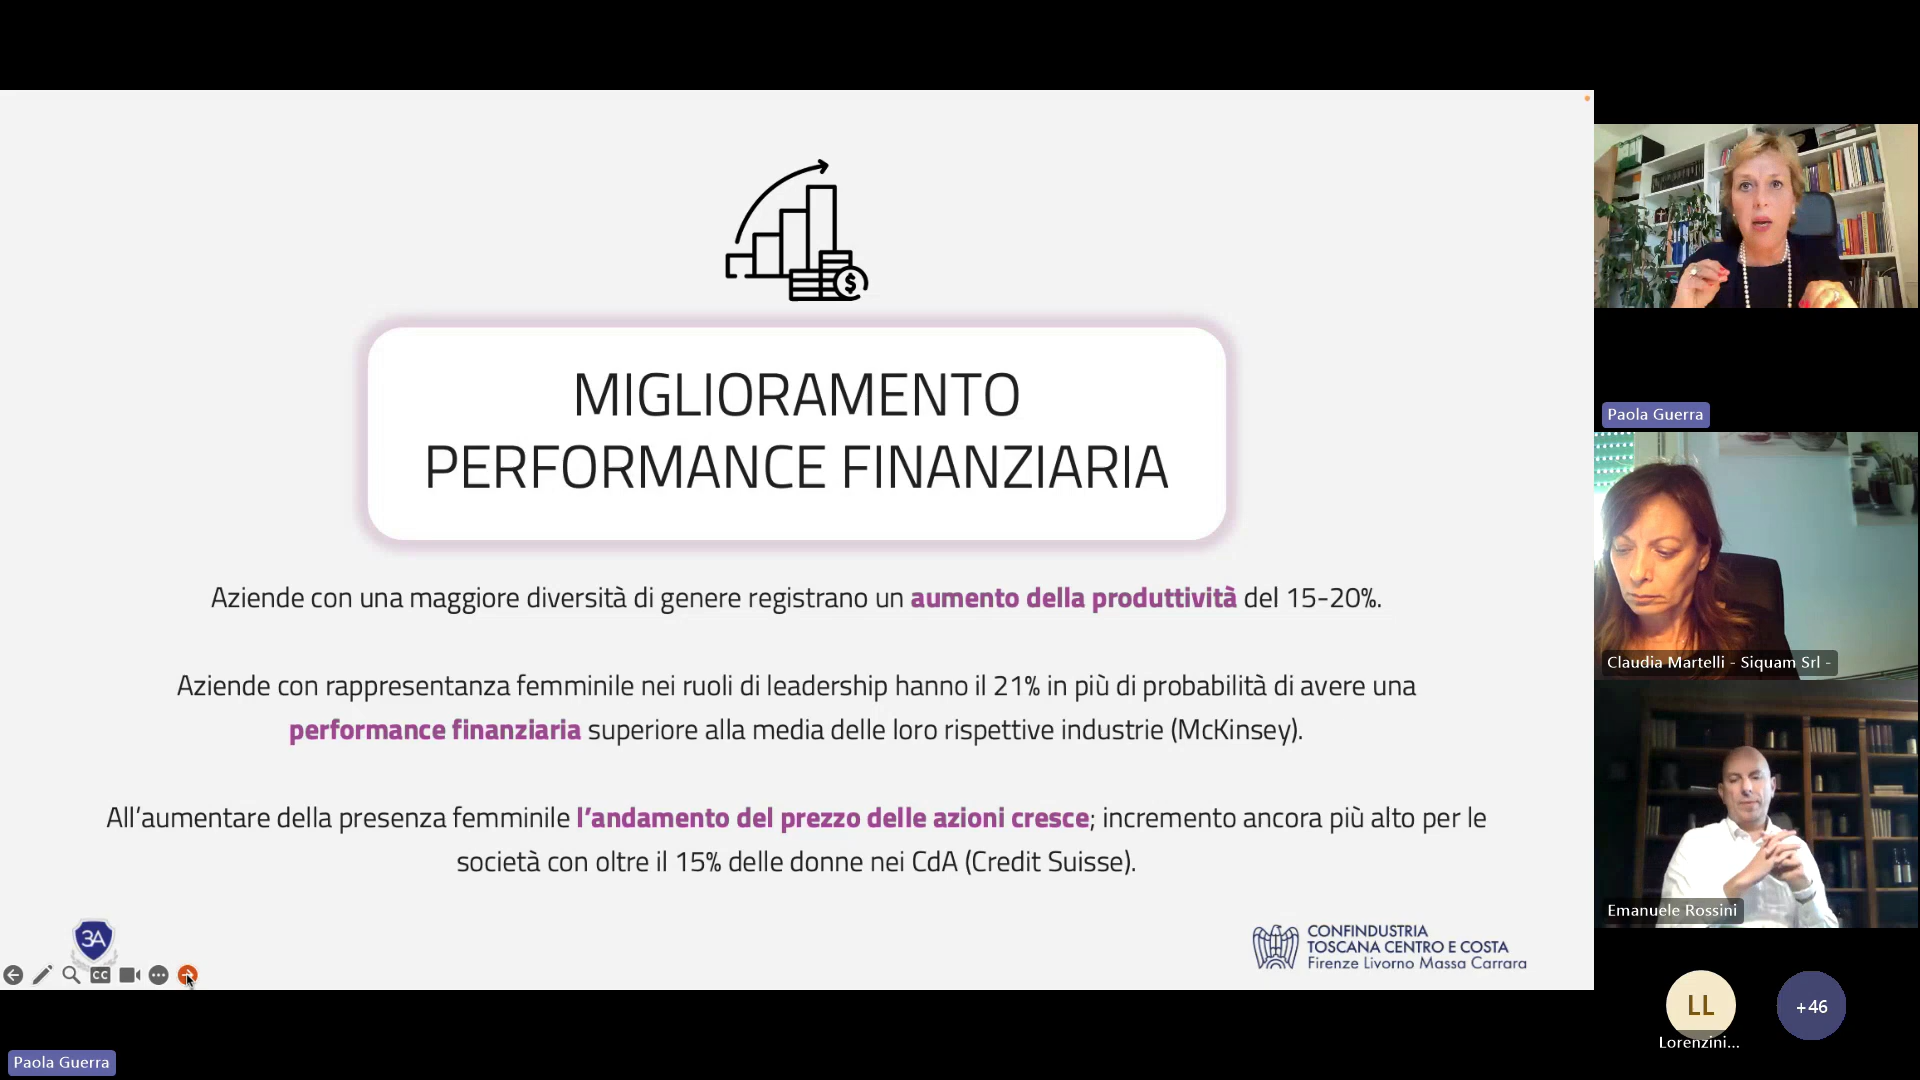 MIGLIORAMENTO
PERFORMANCE FINANZIARIA
Aziende con una maggiore diversità di genere registrano un aumento della produttività del 15-20%.
Aziende con rappresentanza femminile nei ruoli di leadership hanno il 21% in più di probabilità di avere una
performance finanziaria superiore alla media delle loro rispettive industrie (McKinsey).
All'aumentare della presenza femminile l'andamento del prezzo delle azioni cresce; incremento ancora più alto per le
società con oltre il 15% delle donne nei CdA (Credit Suisse).
3A
CONFINDUSTRIA
TOSCANA CENTRO E COSTA
Firenze Livorno Massa Carrara
CC
Paola Guerra
Paola Guerra
Claudia Martelli - Siquam Srl -
Emanuele Rossini
LL
Lorenzini...
+46